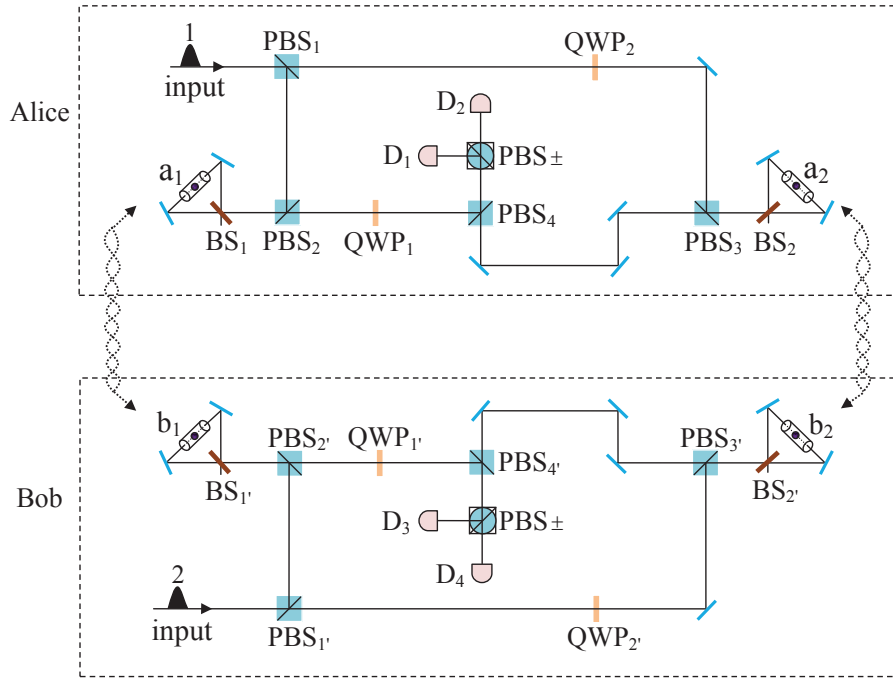 1
PBS₁
QWP₂
input
D₂
Alice
D₁
PBS±
a₁
a₂
PBS₄
BS₁
PBS₂
QWP₁
PBS₃
BS₂
b₁
PBS₂'
QWP₁'
PBS₃'
b₂
PBS₄'
BS₁'
BS₂'
Bob
D₃
PBS±
D₄
2
input
PBS₁'
QWP₂'